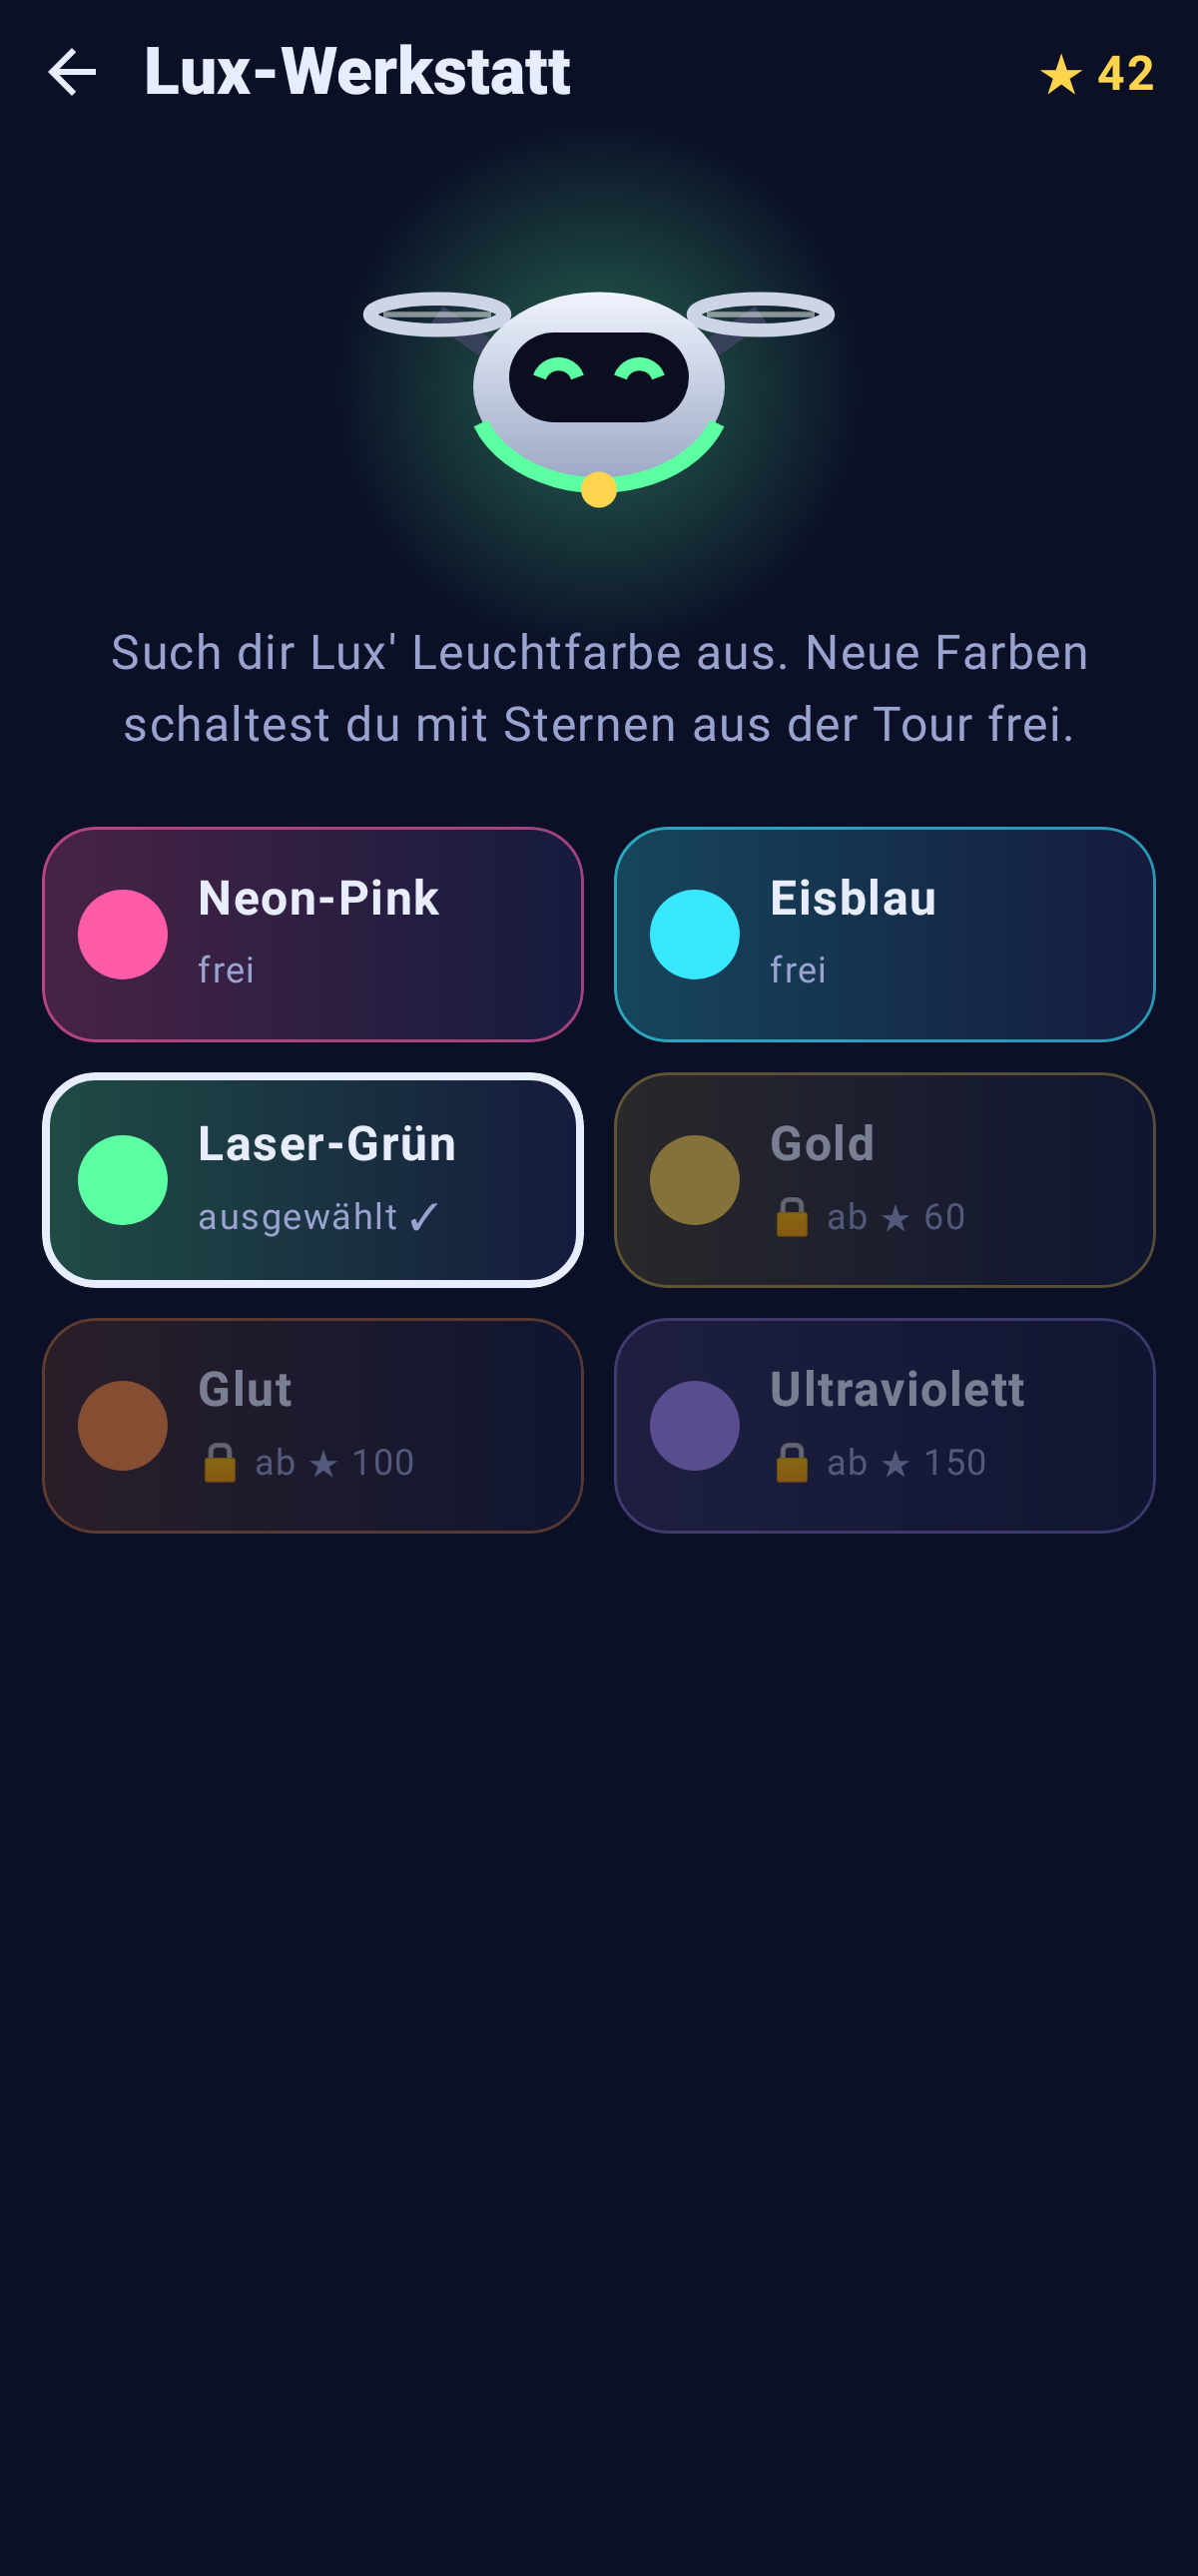 Lux-Werkstatt
★ 42
Such dir Lux' Leuchtfarbe aus. Neue Farben
schaltest du mit Sternen aus der Tour frei.
Neon-Pink
frei
Eisblau
frei
Laser-Grün
ausgewählt ✓
Gold
🔒 ab ★ 60
Glut
🔒 ab ★ 100
Ultraviolett
🔒 ab ★ 150